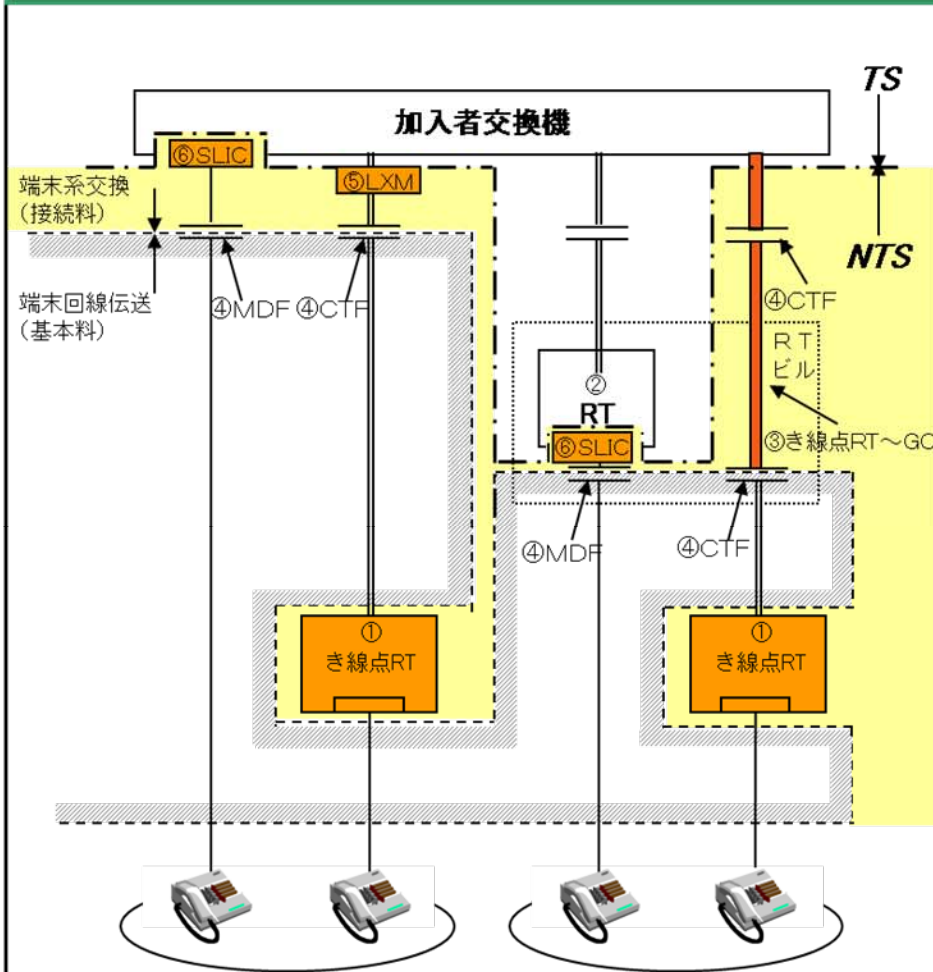 TS
加入者交換機
⑥SLIC
⑤LXM
端末系交換
(接続料)
NTS
端末回線伝送
(基本料)
④MDF
④CTF
④CTF
RT
ビル
②
RT
⑥SLIC
③き線点RT～GC
④MDF
④CTF
①
き線点RT
①
き線点RT